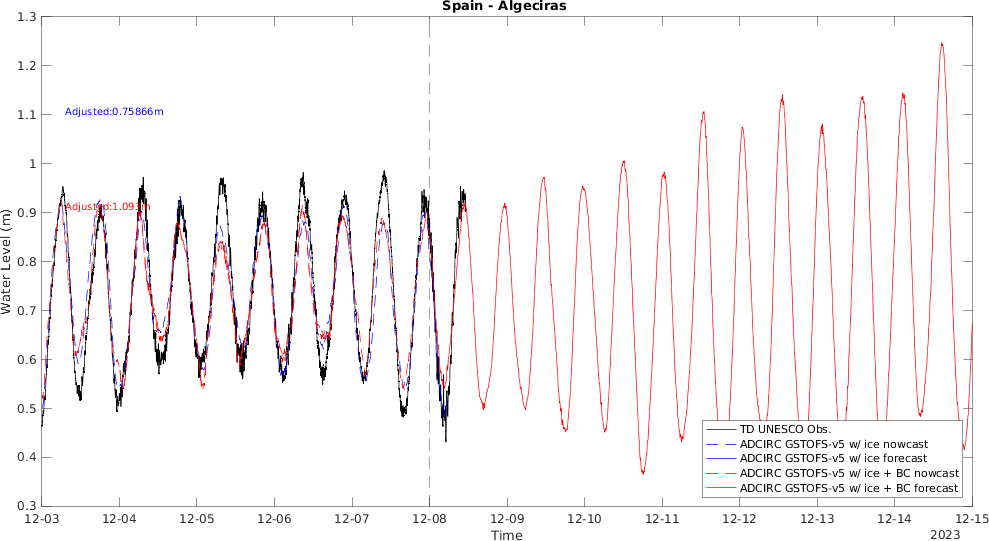 Spain - Algeciras
1.3
1.2
1.1
1
0.9
0.8
0.7
0.6
0.5
0.4
0.3
Water Level (m)
Adjusted:0.75866m
Adjusted:1.093m
TD UNESCO Obs.
ADCIRC GSTOFS-v5 w/ ice nowcast
ADCIRC GSTOFS-v5 w/ ice forecast
ADCIRC GSTOFS-v5 w/ ice + BC nowcast
ADCIRC GSTOFS-v5 w/ ice + BC forecast
12-03 12-04 12-05 12-06 12-07 12-08 12-09 12-10 12-11 12-12 12-13 12-14 12-15
Time
2023